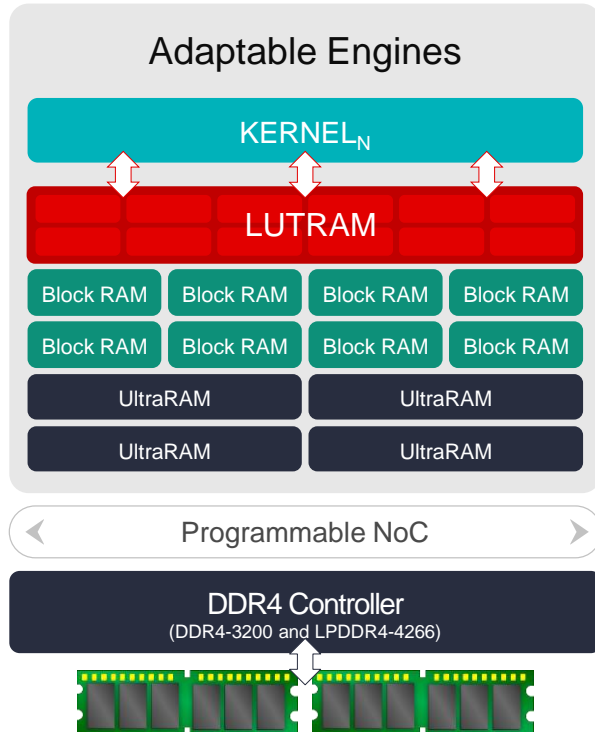 Adaptable Engines
KERNELN
LUTRAM
Block RAM Block RAM Block RAM Block RAM
Block RAM Block RAM Block RAM Block RAM
UltraRAM UltraRAM
UltraRAM UltraRAM
Programmable NoC
DDR4 Controller
(DDR4-3200 and LPDDR4-4266)